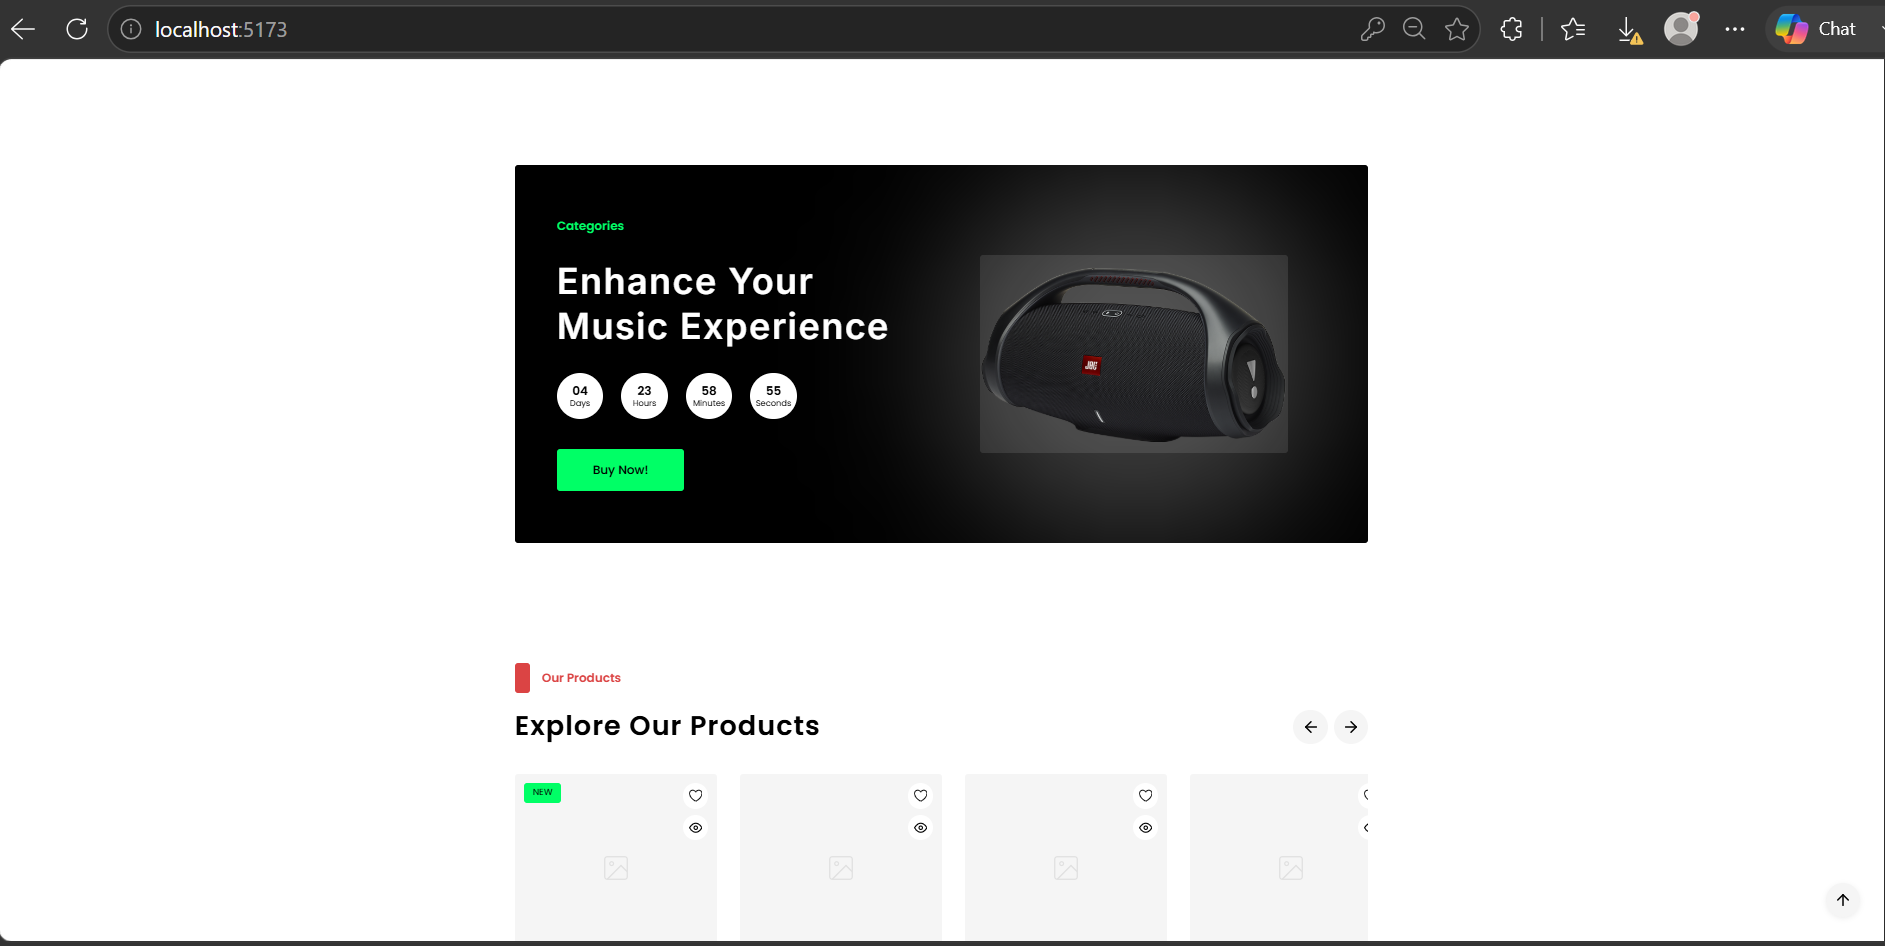 localhost:5173
Chat
Categories
Enhance Your
Music Experience
04
Days
23
Hours
58
Minutes
55
Seconds
JBL
Buy Now!
Our Products
Explore Our Products
NEW